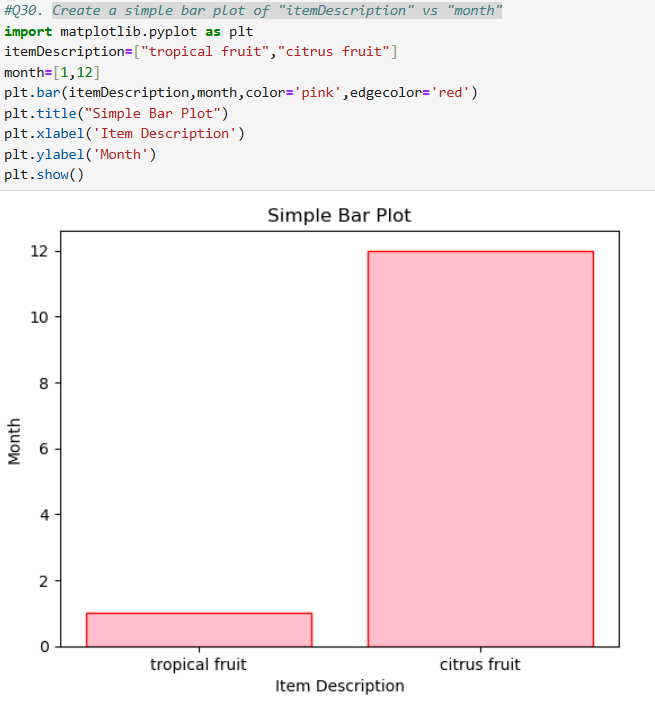 #Q30. Create a simple bar plot of "itemDescription" vs "month"
import matplotlib.pyplot as plt
itemDescription=["tropical fruit","citrus fruit"]
month=[1,12]
plt.bar(itemDescription,month,color='pink',edgecolor='red')
plt.title("Simple Bar Plot")
plt.xlabel('Item Description')
plt.ylabel('Month')
plt.show()
Simple Bar Plot
12
10
8
6
4
2
0
Month
tropical fruit citrus fruit
Item Description